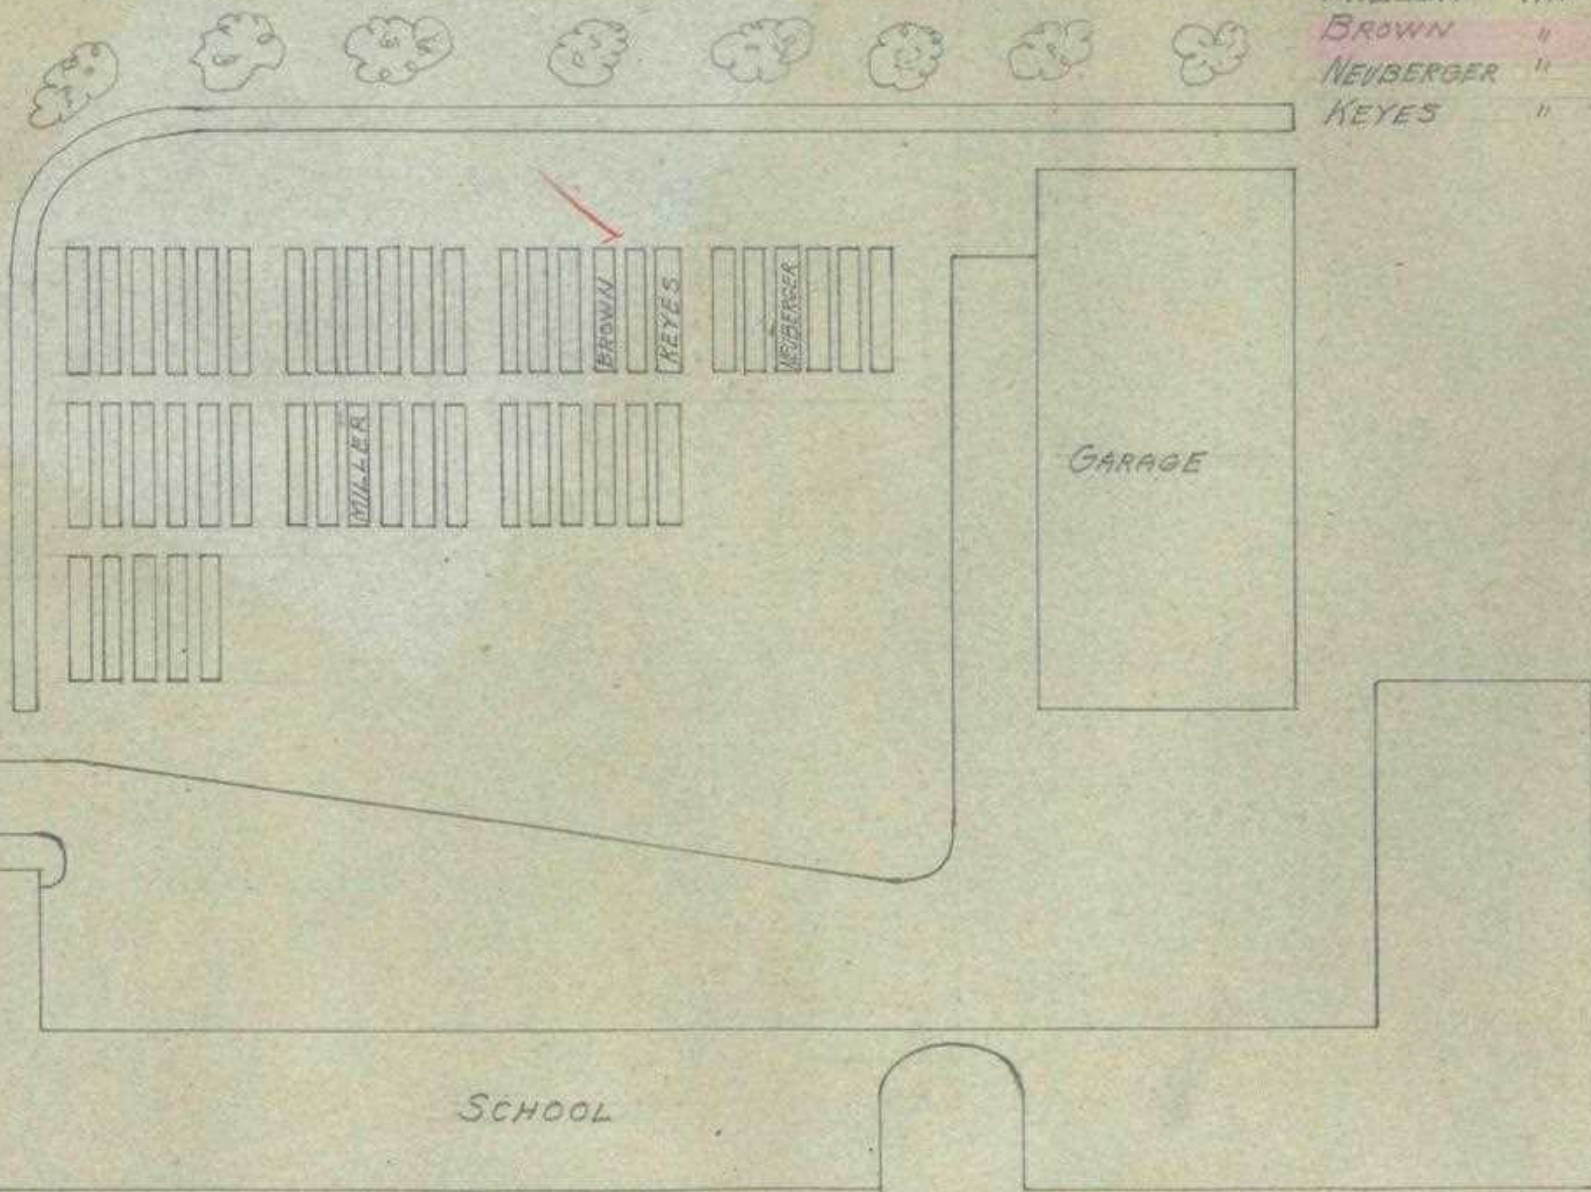 BROWN "
NEUBERGER "
KEYES "
BROWN
KEYES
NEUBERGER
MILLER
GARAGE
SCHOOL